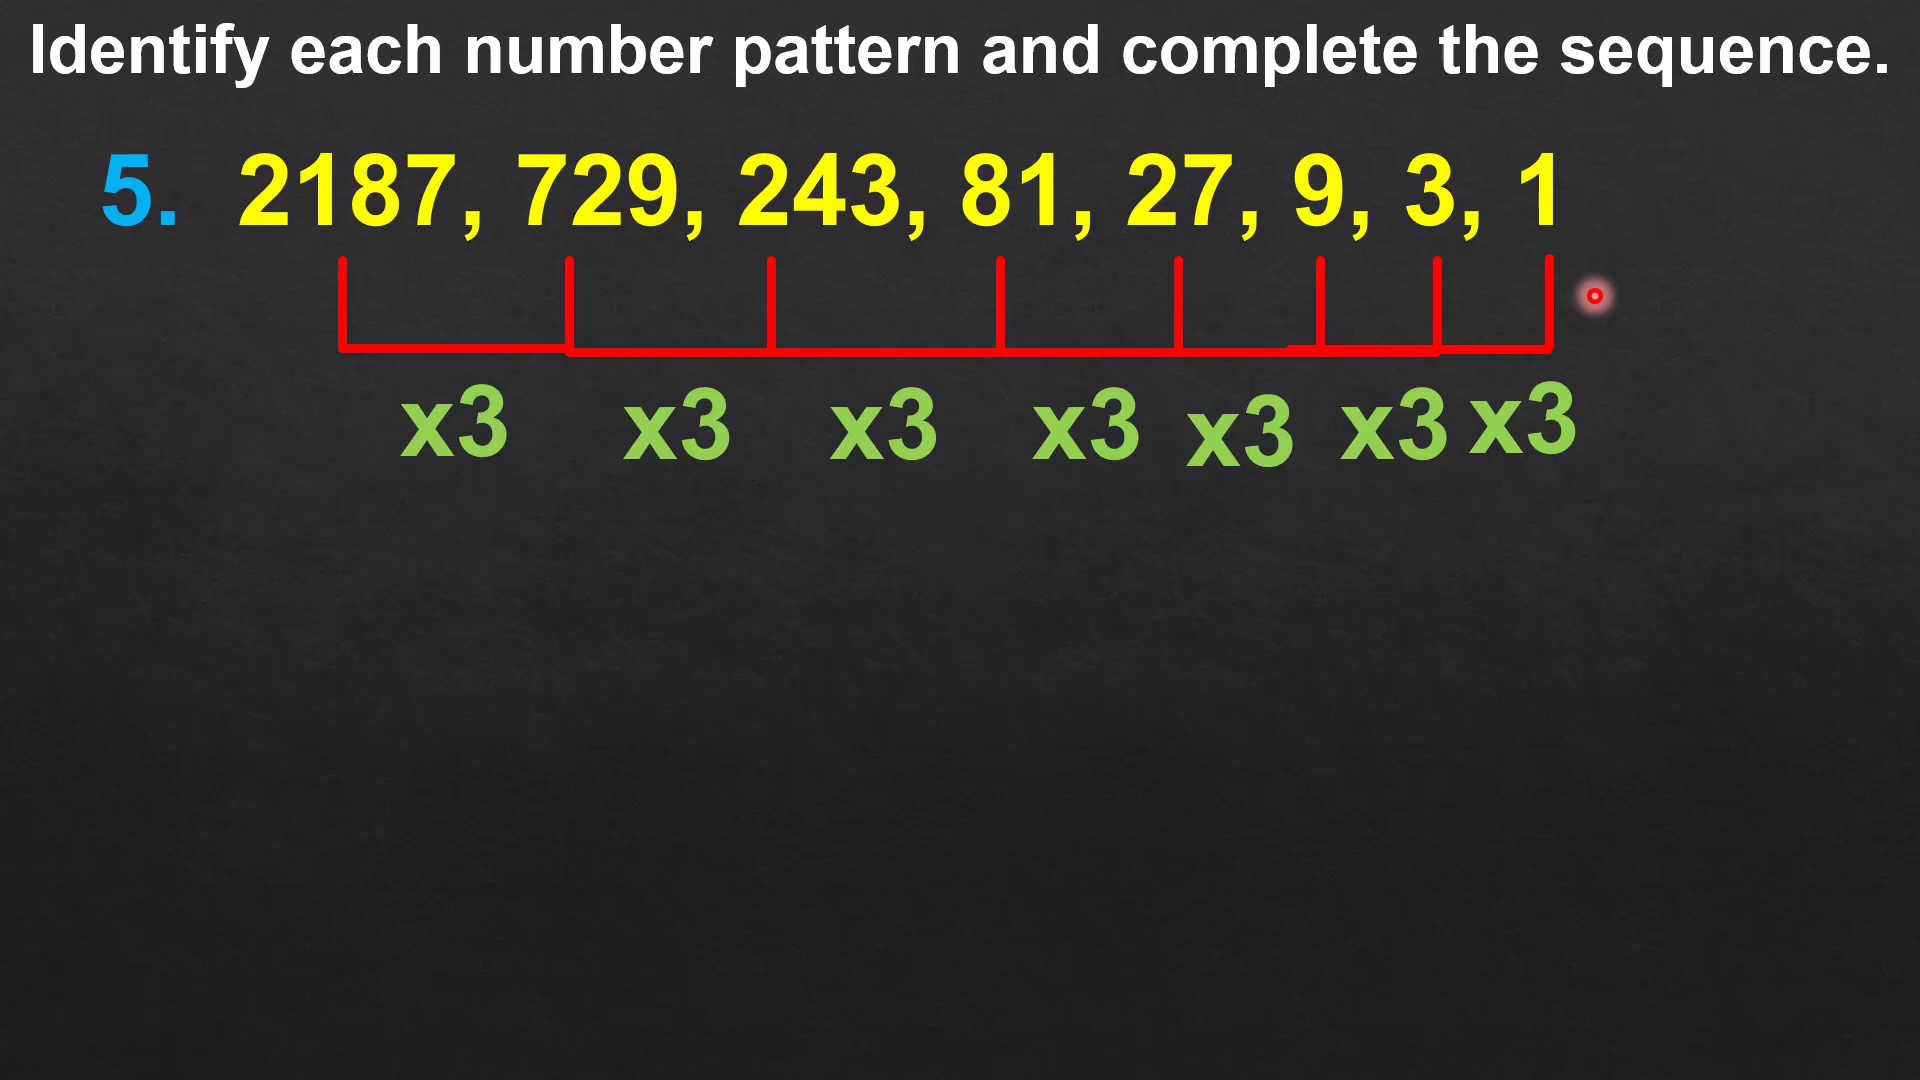 Identify each number pattern and complete the sequence.
5. 2187, 729, 243, 81, 27, 9, 3, 1
x3 x3 x3 x3 x3 x3 x3